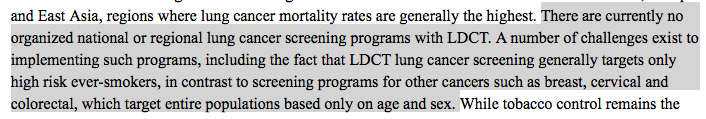 and East Asia, regions where lung cancer mortality rates are generally the highest. There are currently no
organized national or regional lung cancer screening programs with LDCT. A number of challenges exist to
implementing such programs, including the fact that LDCT lung cancer screening generally targets only
high risk ever-smokers, in contrast to screening programs for other cancers such as breast, cervical and
colorectal, which target entire populations based only on age and sex. While tobacco control remains the